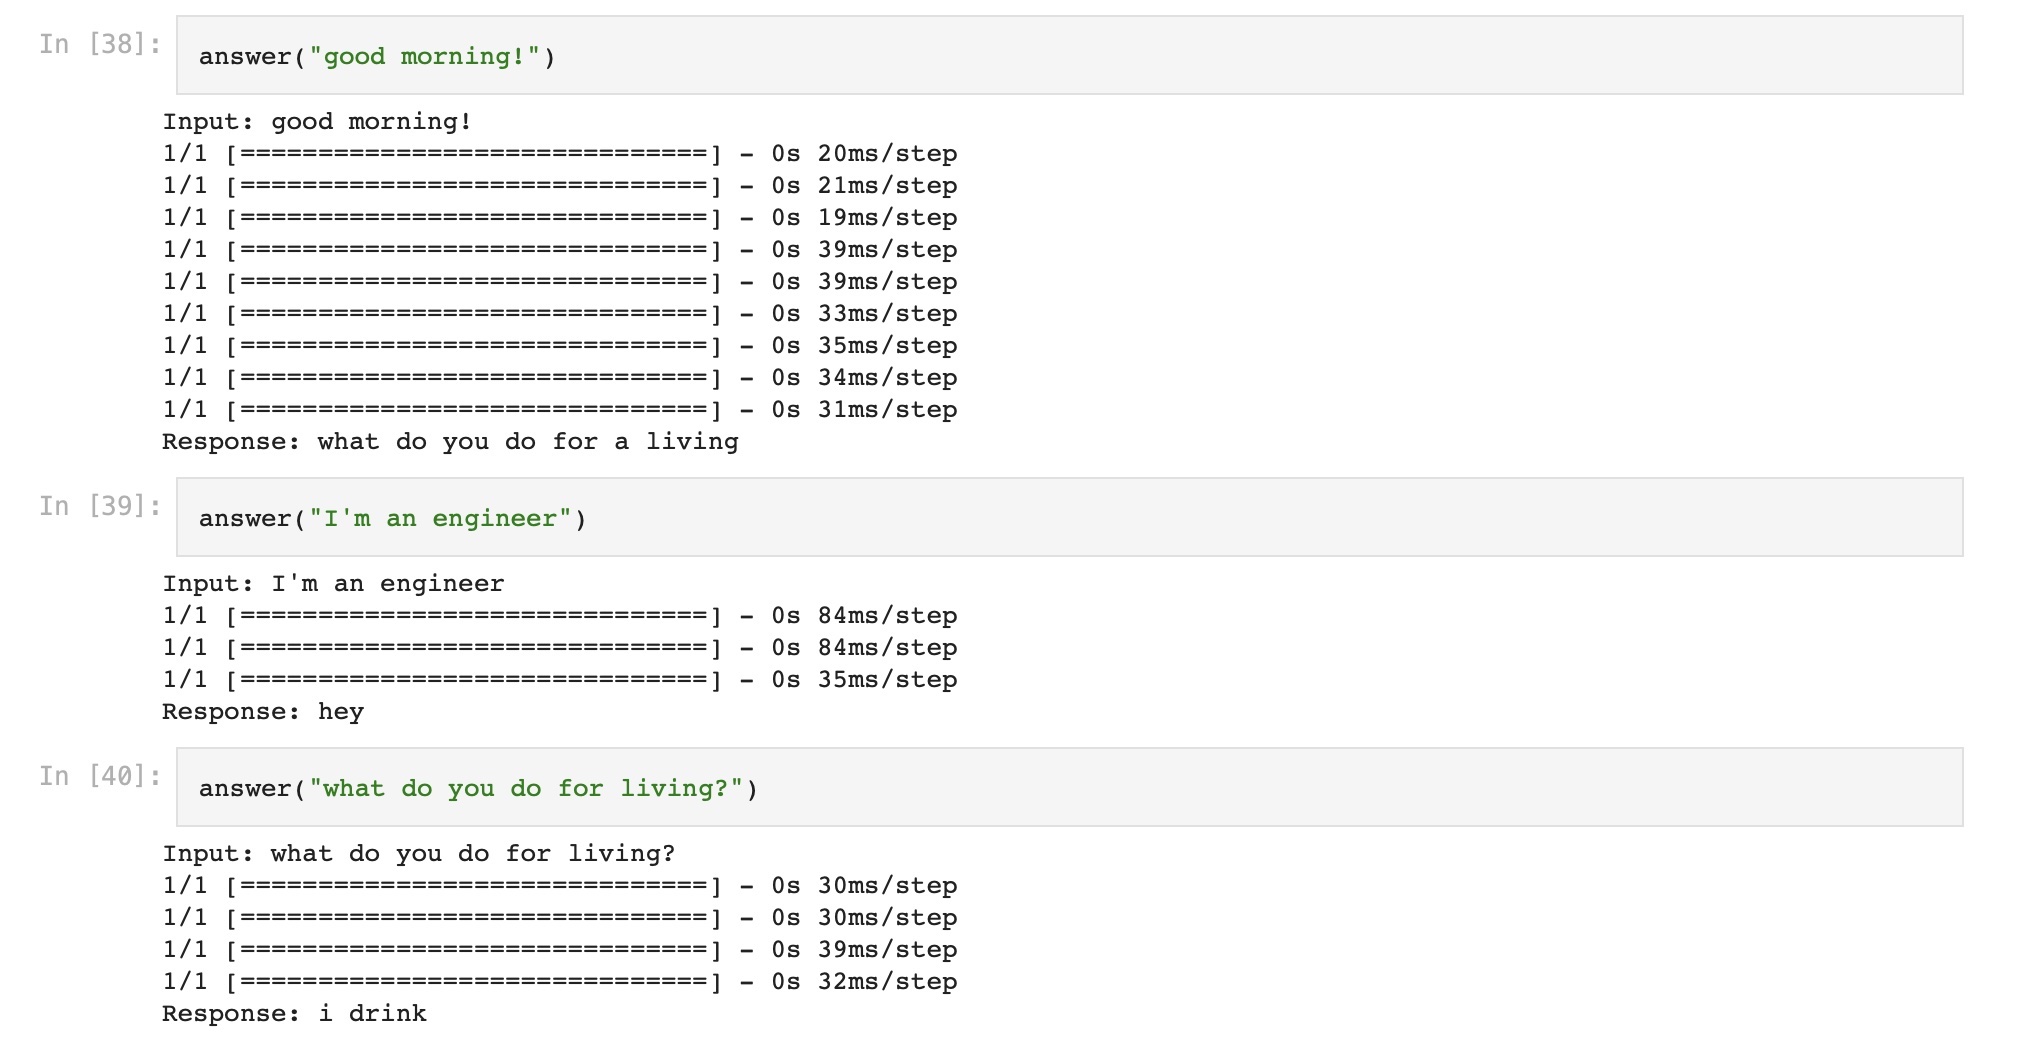 In [38]:
answer("good morning!")
Input: good morning!
1/1 [==============================] - 0s 20ms/step
1/1 [==============================] - 0s 21ms/step
1/1 [==============================] - 0s 19ms/step
1/1 [==============================] - 0s 39ms/step
1/1 [==============================] - 0s 39ms/step
1/1 [==============================] - 0s 33ms/step
1/1 [==============================] - 0s 35ms/step
1/1 [==============================] - 0s 34ms/step
1/1 [==============================] - 0s 31ms/step
Response: what do you do for a living
In [39]:
answer("I'm an engineer")
Input: I'm an engineer
1/1 [==============================] - 0s 84ms/step
1/1 [==============================] - 0s 84ms/step
1/1 [==============================] - 0s 35ms/step
Response: hey
In [40]:
answer("what do you do for living?")
Input: what do you do for living?
1/1 [==============================] - 0s 30ms/step
1/1 [==============================] - 0s 30ms/step
1/1 [==============================] - 0s 39ms/step
1/1 [==============================] - 0s 32ms/step
Response: i drink